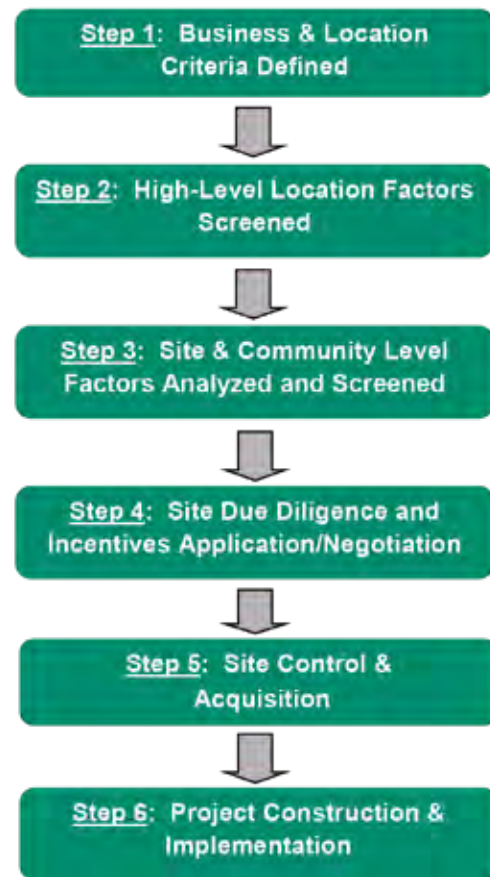 Step 1: Business & Location
Criteria Defined
Step 2: High-Level Location Factors
Screened
Step 3: Site & Community Level
Factors Analyzed and Screened
Step 4: Site Due Diligence and
Incentives Application/Negotiation
Step 5: Site Control &
Acquisition
Step 6: Project Construction &
Implementation